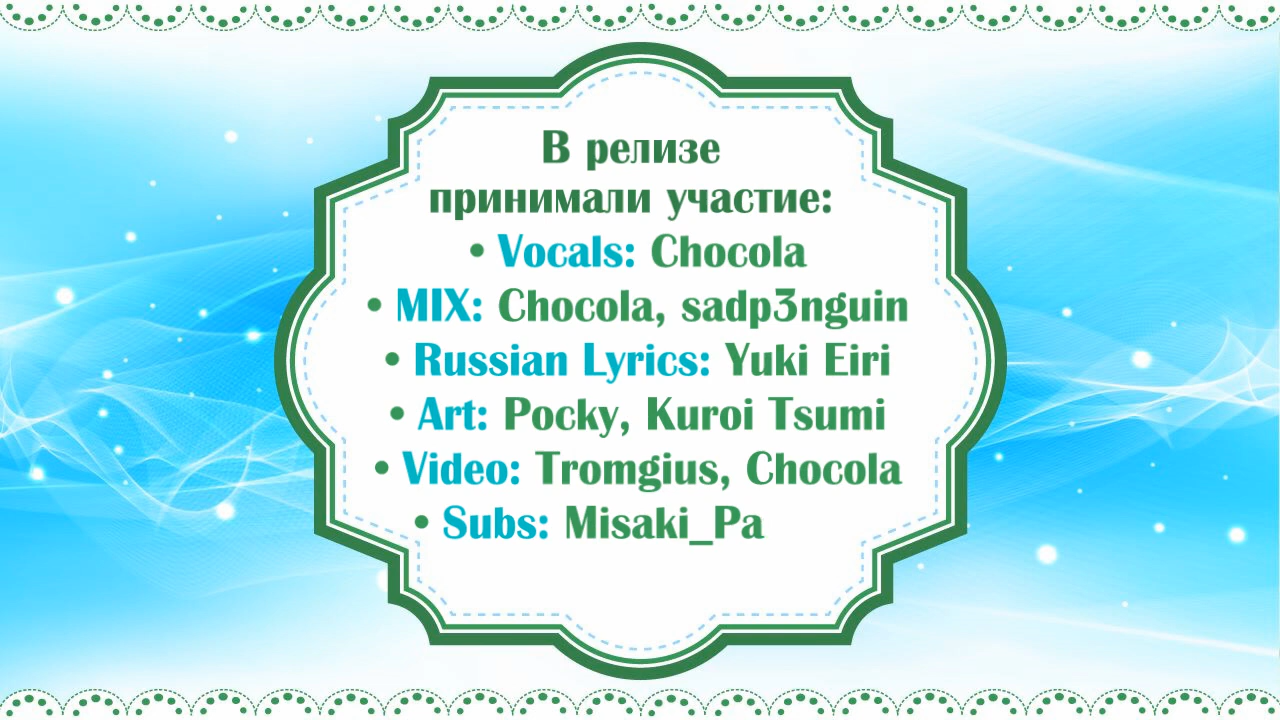 В релизе
принимали участие:
• Vocals: Chocola
• MIX: Chocola, sadp3nguin
• Russian Lyrics: Yuki Eiri
• Art: Pocky, Kuroi Tsumi
• Video: Tromgius, Chocola
• Subs: Misaki_Pa